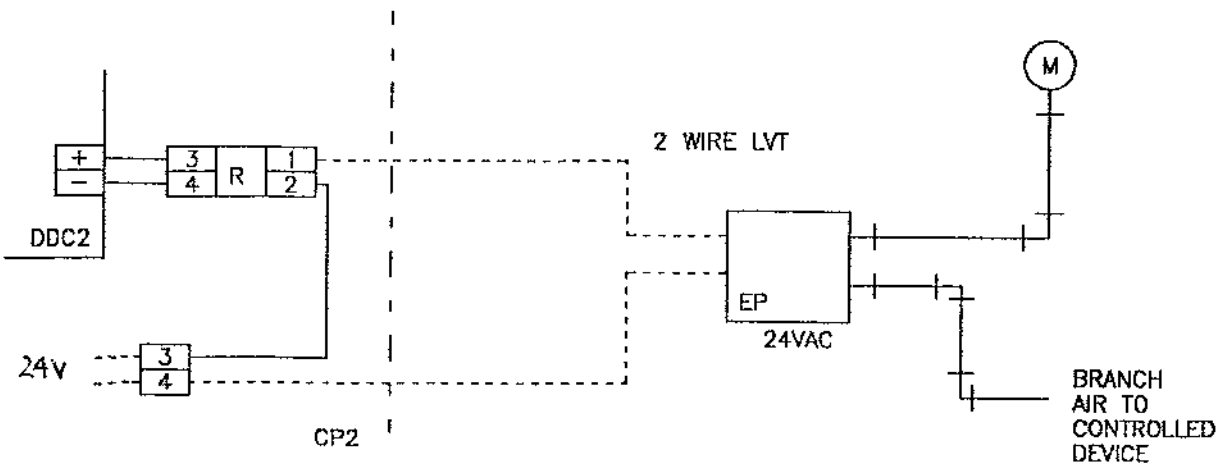 M
2 WIRE LVT
+ 3 R 1
- 4 2
DDC2
EP
24VAC
24V
3
4
CP2
BRANCH
AIR TO
CONTROLLED
DEVICE